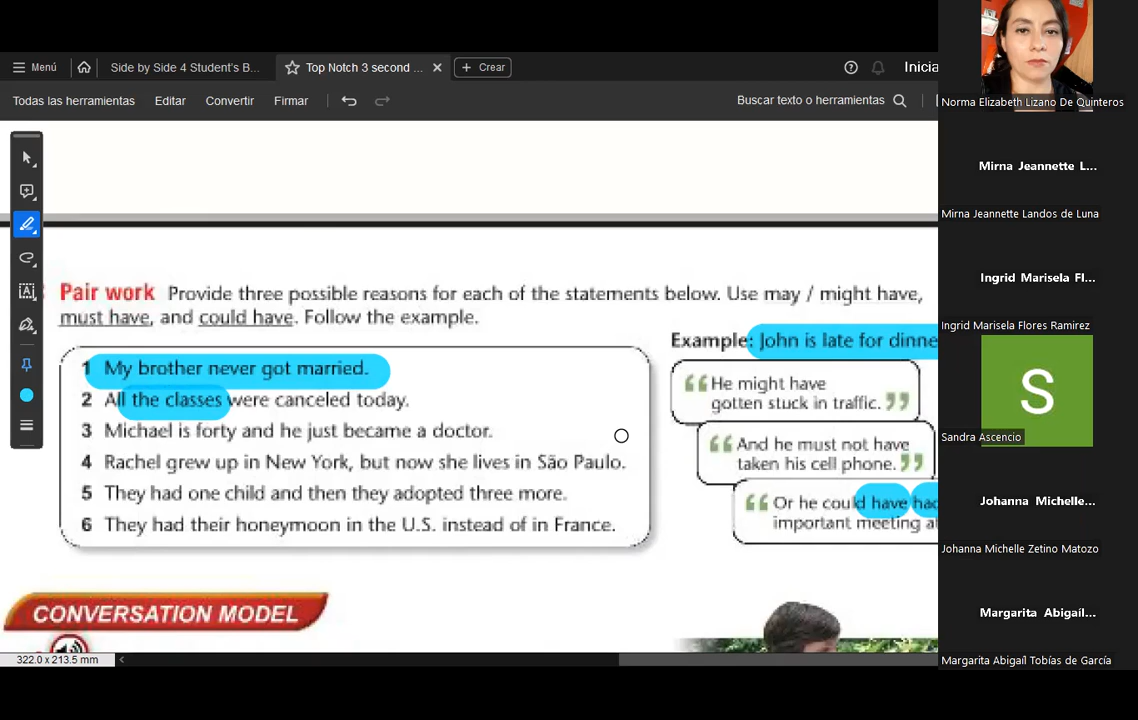 Menú
Side by Side 4 Student's B...
Top Notch 3 second ...
Crear
Inicia
Todas las herramientas
Editar
Convertir
Firmar
Buscar texto o herramientas
Pair work Provide three possible reasons for each of the statements below. Use may / might have,
must have, and could have. Follow the example.
1 My brother never got married.
2 All the classes were canceled today.
3 Michael is forty and he just became a doctor.
4 Rachel grew up in New York, but now she lives in São Paulo.
5 They had one child and then they adopted three more.
6 They had their honeymoon in the U.S. instead of in France.
Example: John is late for dinne
“He might have
gotten stuck in traffic.”
“And he must not have
taken his cell phone.”
“Or he could have had
important meeting a
CONVERSATION MODEL
322.0 x 213.5 mm
Norma Elizabeth Lizano De Quinteros
Mirna Jeannette L...
Mirna Jeannette Landos de Luna
Ingrid Marisela Fl...
Ingrid Marisela Flores Ramirez
S
Sandra Ascencio
Johanna Michelle...
Johanna Michelle Zetino Matozo
Margarita Abigaíl...
Margarita Abigaíl Tobías de García